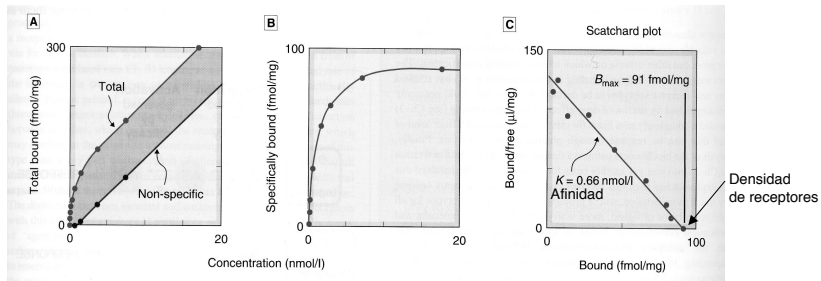 A
300
Total bound (fmol/mg)
Total
Non-specific
0
0
20
B
100
Specifically bound (fmol/mg)
0
0
20
Concentration (nmol/l)
C
Scatchard plot
150
Bound/free (µl/mg)
Bmax = 91 fmol/mg
K = 0.66 nmol/l
Afinidad
0
0
100
Bound (fmol/mg)
Densidad
de receptores